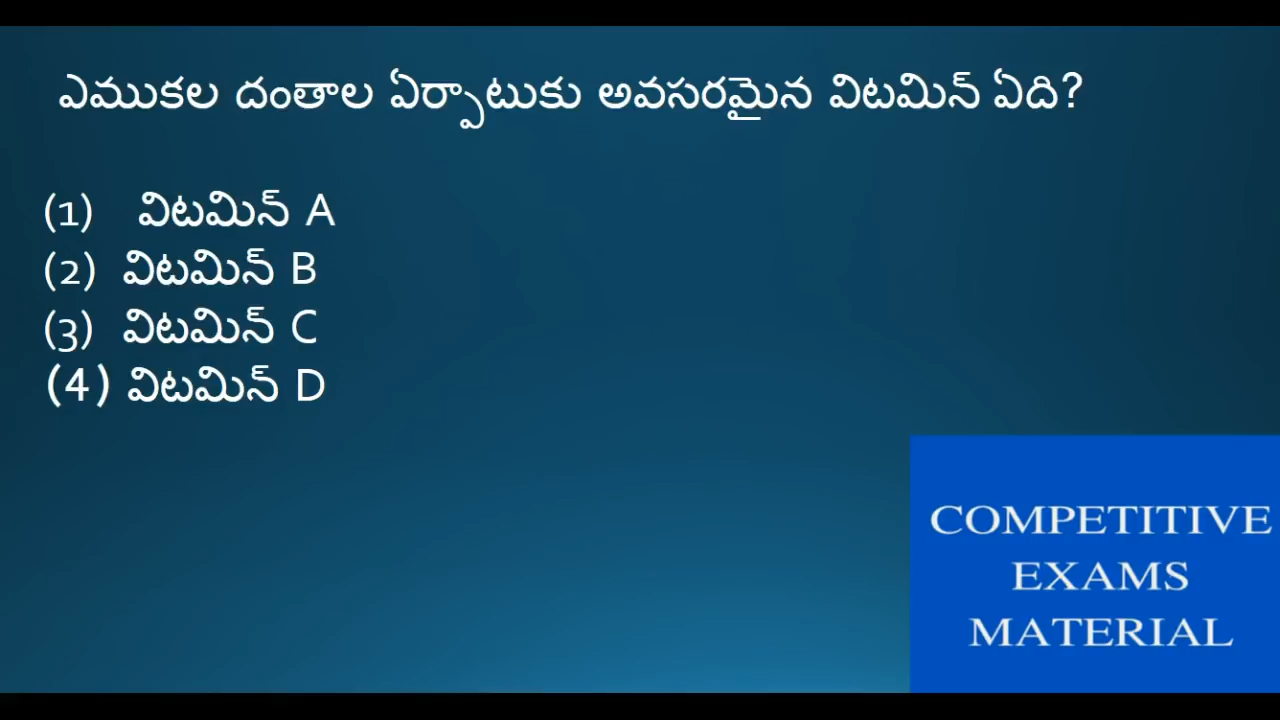 ఎముకల దంతాల ఏర్పాటుకు అవసరమైన విటమిన్ ఏది?
(1) విటమిన్ A
(2) విటమిన్ B
(3) విటమిన్ C
(4) విటమిన్ D
COMPETITIVE
EXAMS
MATERIAL